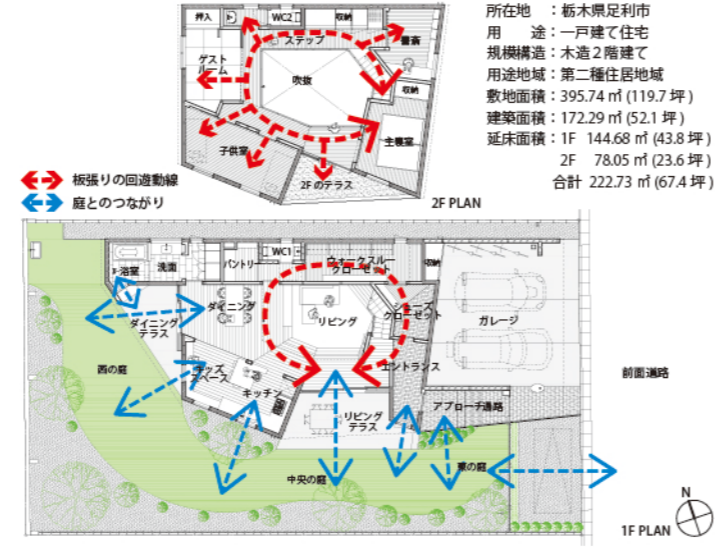 所在地　：栃木県足利市
用　　途：一戸建て住宅
規模構造：木造２階建て
用途地域：第二種住居地域
敷地面積：395.74 ㎡ (119.7 坪 )
建築面積：172.29 ㎡ (52.1 坪 )
延床面積：1F　144.68 ㎡ (43.8 坪 )
2F　78.05 ㎡ (23.6 坪 )
合計 222.73 ㎡ (67.4 坪 )
押入
WC2
収納
ステップ
書斎
ゲスト
ルーム
吹抜
収納
主寝室
子供室
2F のテラス
2F PLAN
板張りの回遊動線
庭とのつながり
浴室
洗面
パントリー
WC1
ウォークスルー
クローゼット
収納
ダイニング
ダイニング
テラス
リビング
シューズ
クローゼット
ガレージ
西の庭
キッズ
スペース
キッチン
エントランス
前面道路
リビング
テラス
アプローチ通路
中央の庭
東の庭
N
1F PLAN